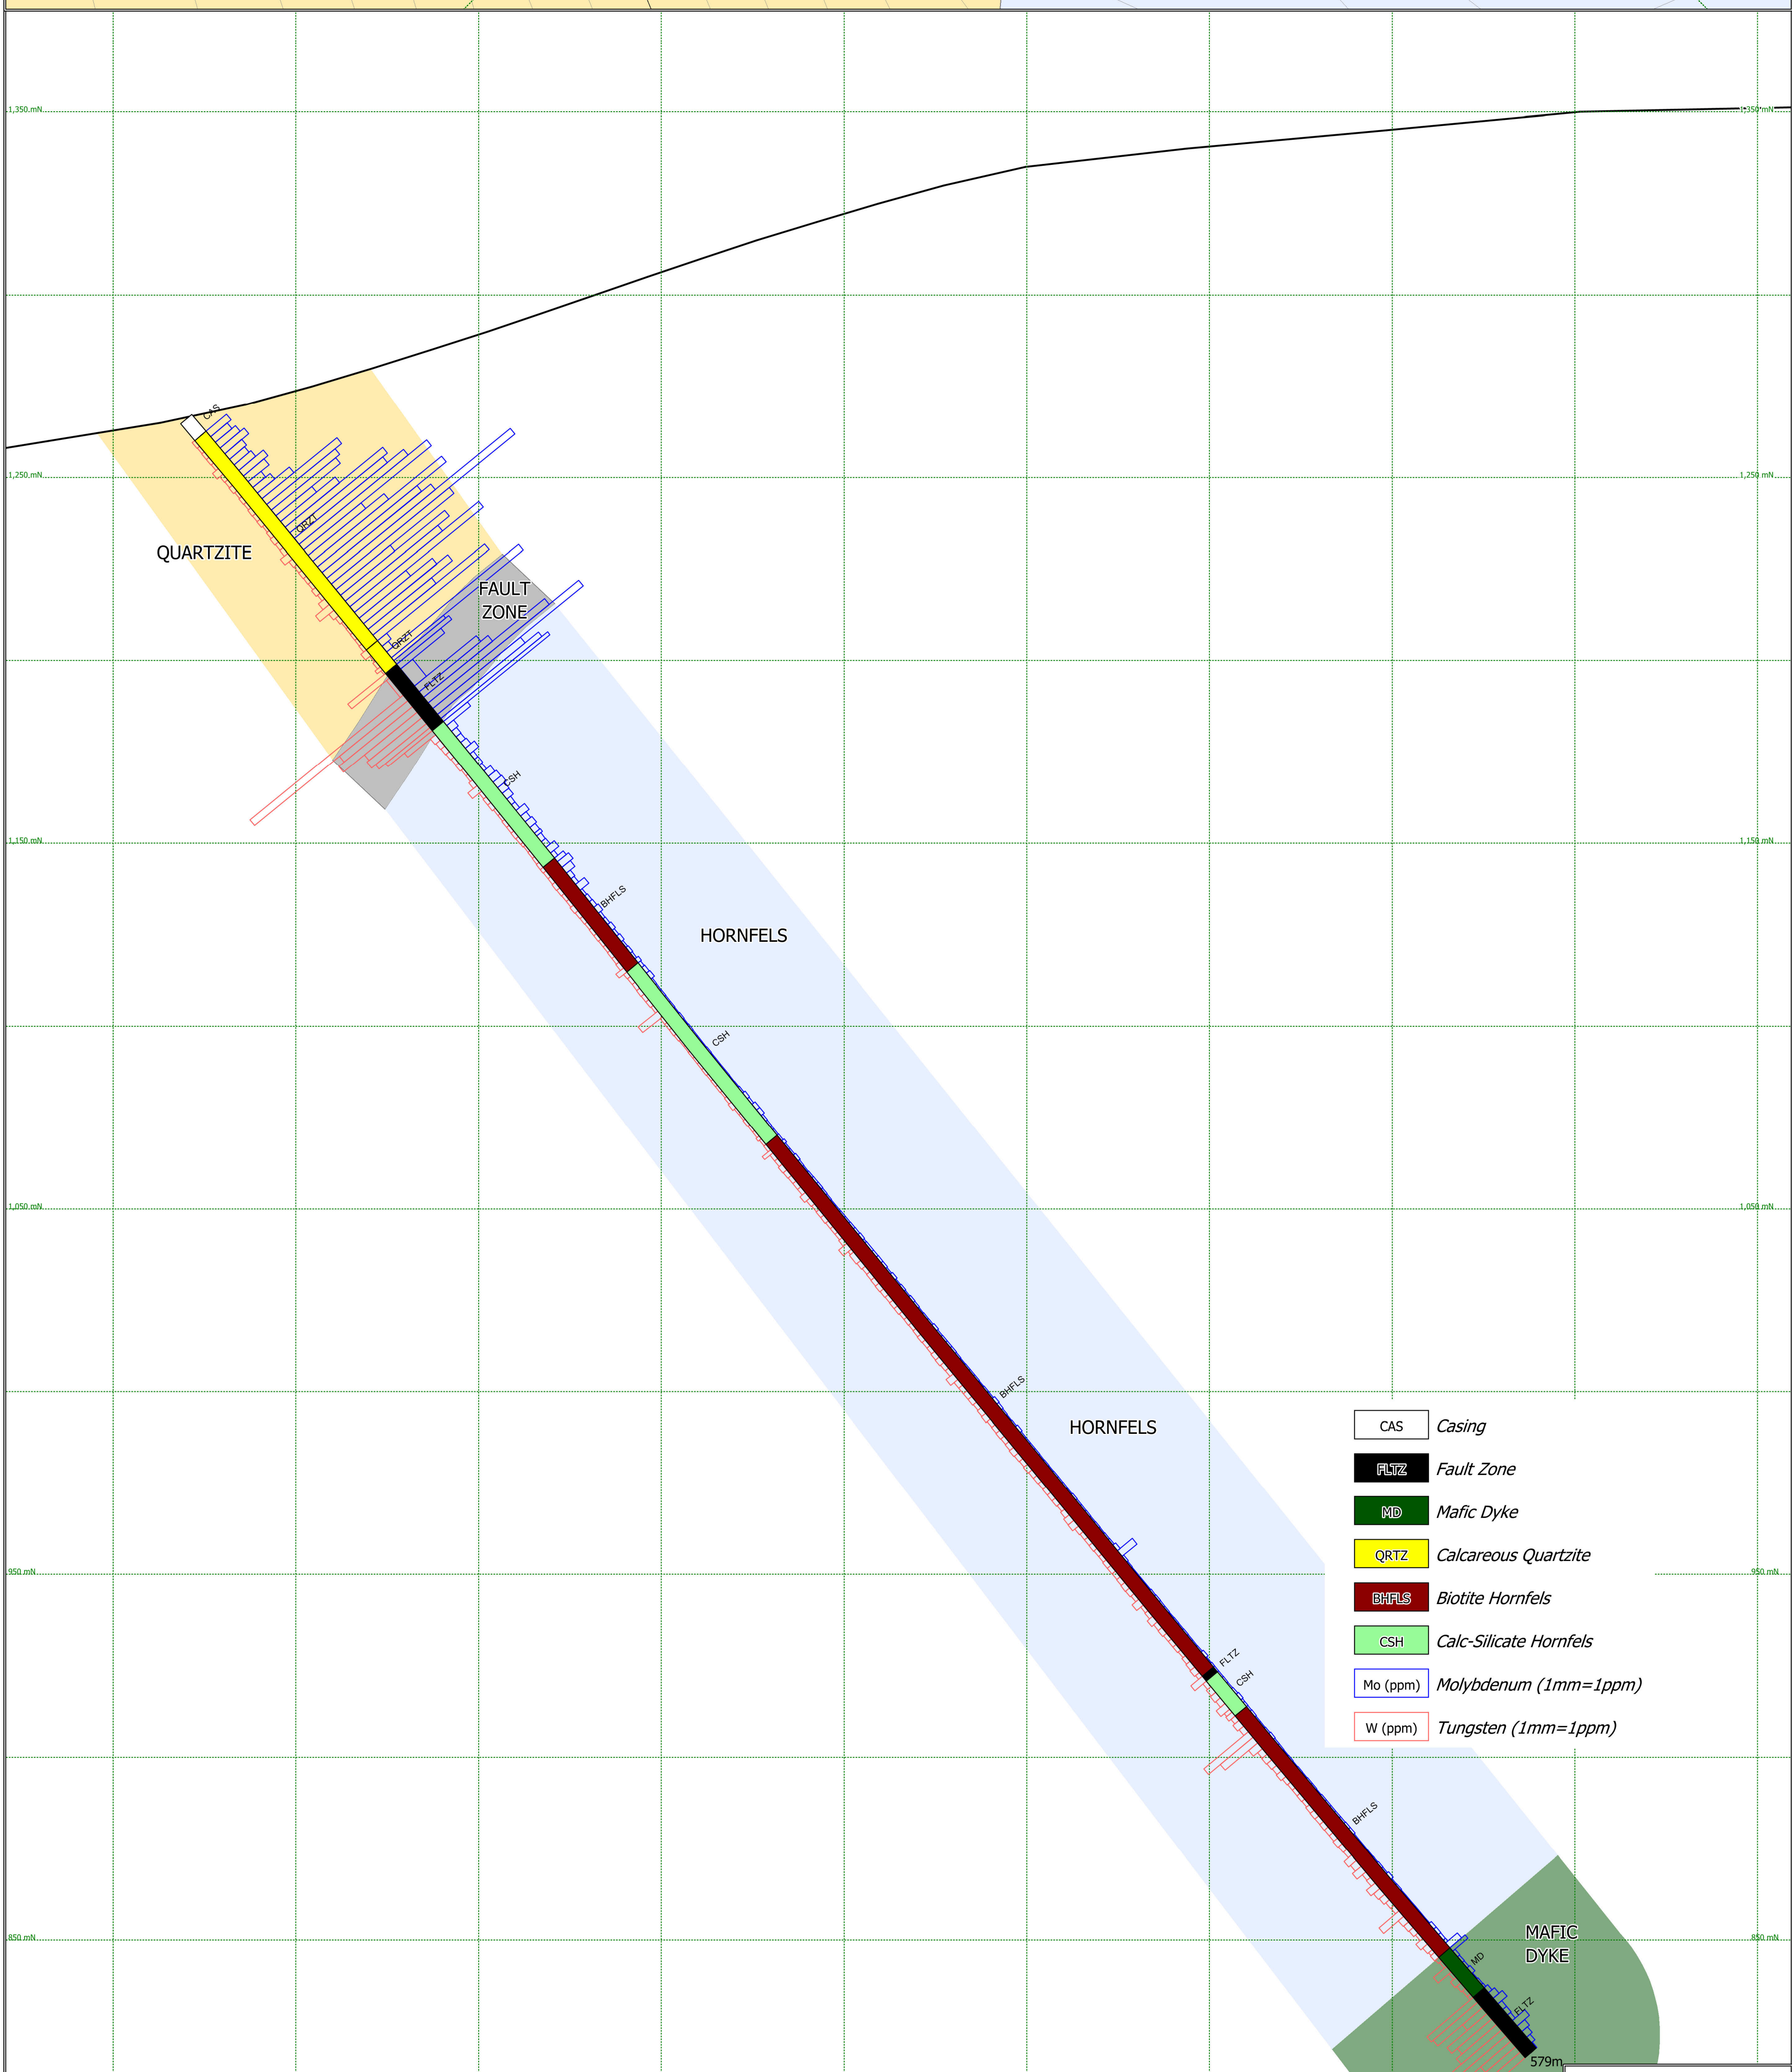 1,350 mN
1,350 mN
CAS
1,250 mN
1,250 mN
QRZT
QUARTZITE
FAULT
ZONE
QRZT
FLTZ
CSH
1,150 mN
1,150 mN
BHFLS
HORNFELS
CSH
1,050 mN
1,050 mN
BHFLS
HORNFELS
CAS Casing
FLTZ Fault Zone
MD Mafic Dyke
QRTZ Calcareous Quartzite
950 mN
950 mN
BHFLS Biotite Hornfels
CSH Calc-Silicate Hornfels
FLTZ
CSH
Mo (ppm) Molybdenum (1mm=1ppm)
W (ppm) Tungsten (1mm=1ppm)
BHFLS
MAFIC
DYKE
850 mN
850 mN
MD
FLTZ
579m